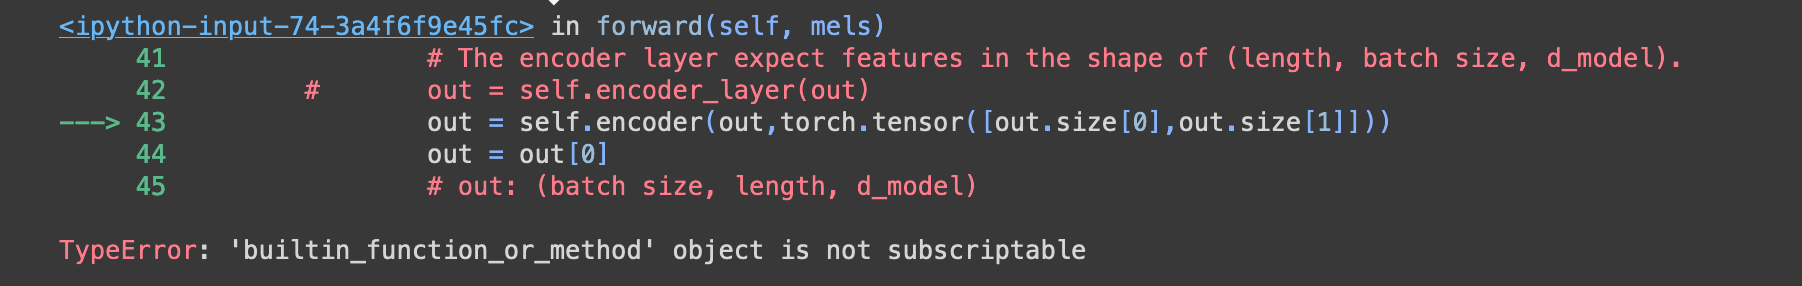 <ipython-input-74-3a4f6f9e45fc> in forward(self, mels)
41 # The encoder layer expect features in the shape of (length, batch size, d_model).
42 # out = self.encoder_layer(out)
---> 43 out = self.encoder(out,torch.tensor([out.size[0],out.size[1]]))
44 out = out[0]
45 # out: (batch size, length, d_model)
TypeError: 'builtin_function_or_method' object is not subscriptable